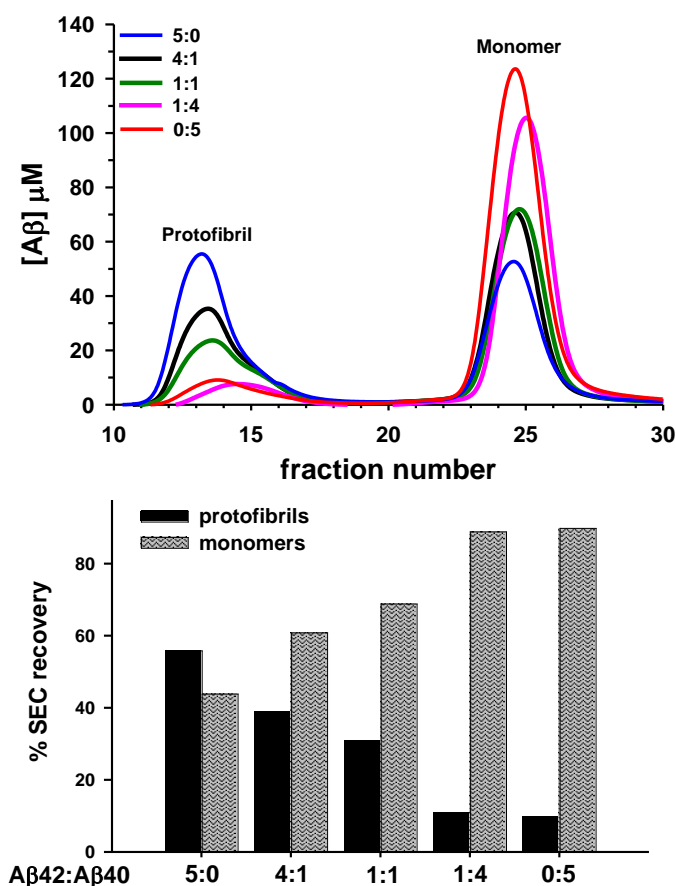 140
120
100
80
60
40
20
0
[Aβ] μM
5:0
4:1
1:1
1:4
0:5
Protofibril
Monomer
10 15 20 25 30
fraction number
protofibrils
monomers
80
60
40
20
0
% SEC recovery
Aβ42:Aβ40 5:0 4:1 1:1 1:4 0:5